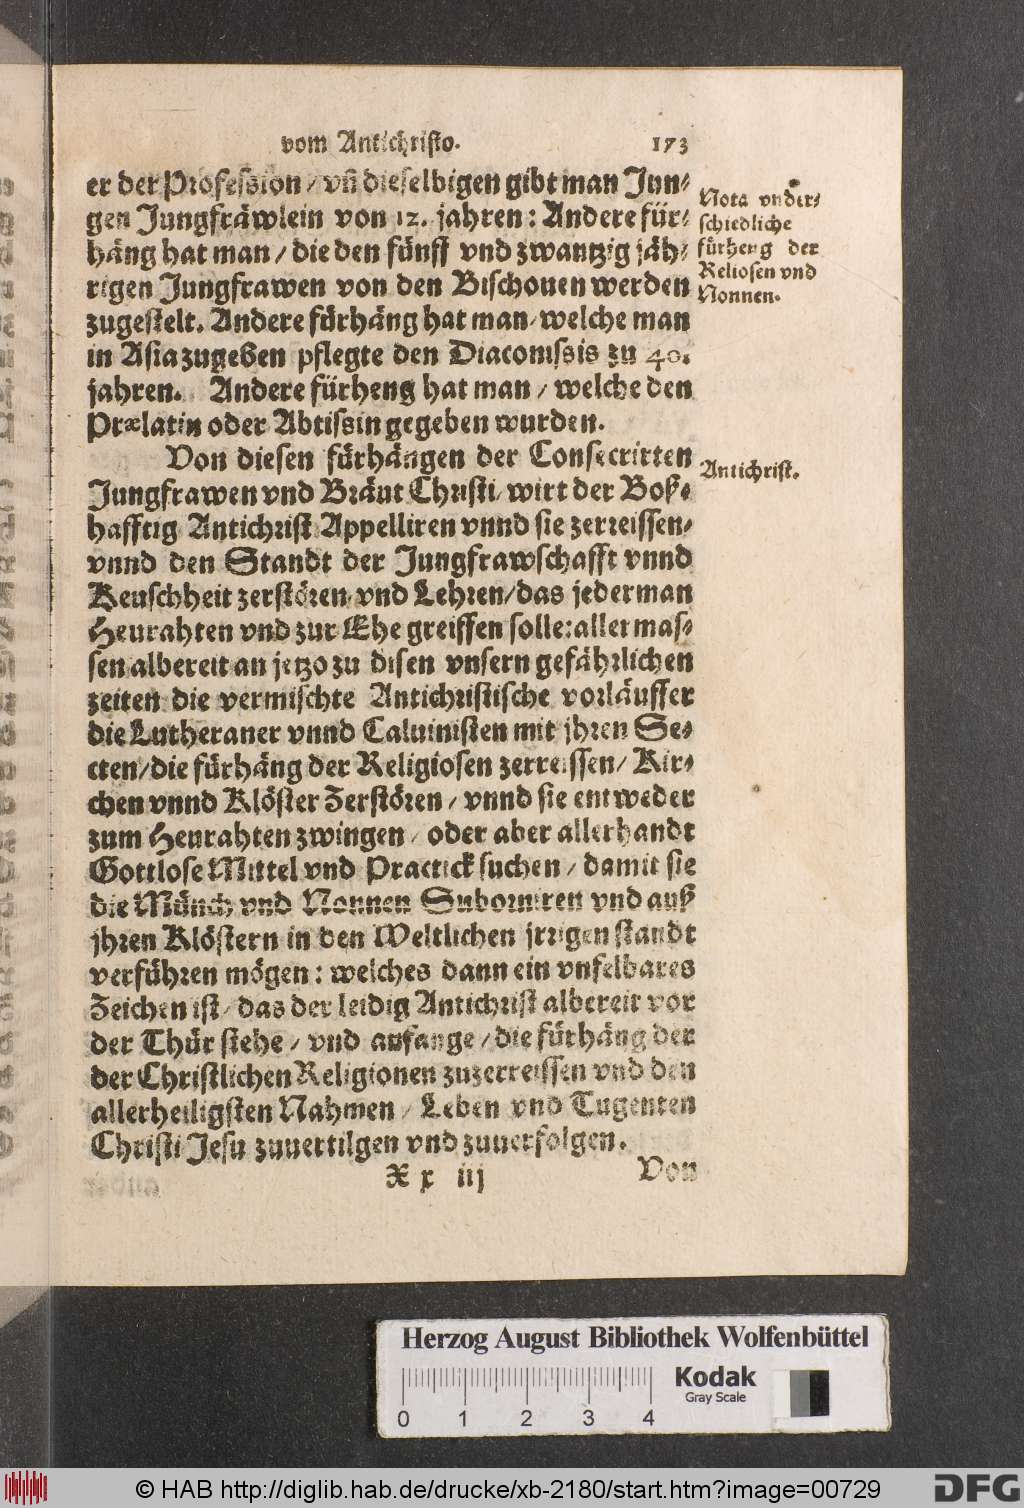 vom Antichristo. 173
er der Profession / vñ dieselbigen gibt man Jun⸗
gen Jungfräwlein von 12. jahren: Andere für⸗
häng hat man / die den fünff vnd zwantzig jäh⸗
rigen Jungfrawen von den Bischouen werden
zugestelt. Andere fürhäng hat man / welche man
in Asia zugeben pflegte den Diaconissis zu 40.
jahren. Andere fürheng hat man / welche den
Prælatin oder Abtissin gegeben wurden.
Nota vnder⸗
schiedliche
fürheng der
Reliosen vnd
Nonnen.
Von diesen fürhängen der Consecrirten
Jungfrawen vnd Bräut Christi / wirt der Boß⸗
hafftig Antichrist Appelliren vnnd sie zerreissen /
vnnd den Standt der Jungfrawschafft vnnd
Keuschheit zerstören vnd Lehren / das jederman
Heurahten vnd zur Ehe greiffen solle: aller mas⸗
sen albereit an jetzo zu disen vnsern gefährlichen
zeiten die vermischte Antichristische vorläuffer
die Lutheraner vnnd Caluinisten mit jhren Se⸗
cten / die fürhäng der Religiosen zerreissen / Kir⸗
chen vnnd Klöster Zerstören / vnnd sie entweder
zum Heurahten zwingen / oder aber allerhandt
Gottlose Mittel vnd Practick suchen / damit sie
die Münch vnd Nonnen Suborniren vnd auß
jhren Klöstern in den Weltlichen jrrigen standt
verführen mögen: welches dann ein vnfelbares
Zeichen ist / das der leidig Antichrist albereit vor
der Thür stehe / vnd anfange / die fürhäng der
der Christlichen Religionen zuzerreissen vnd den
allerheiligsten Nahmen / Leben vnd Tugenten
Christi Jesu zuuertilgen vnd zuuerfolgen.
Antichrist.
X x iij Von
Herzog August Bibliothek Wolfenbüttel
Kodak
Gray Scale
0 1 2 3 4
© HAB http://diglib.hab.de/drucke/xb-2180/start.htm?image=00729
DFG